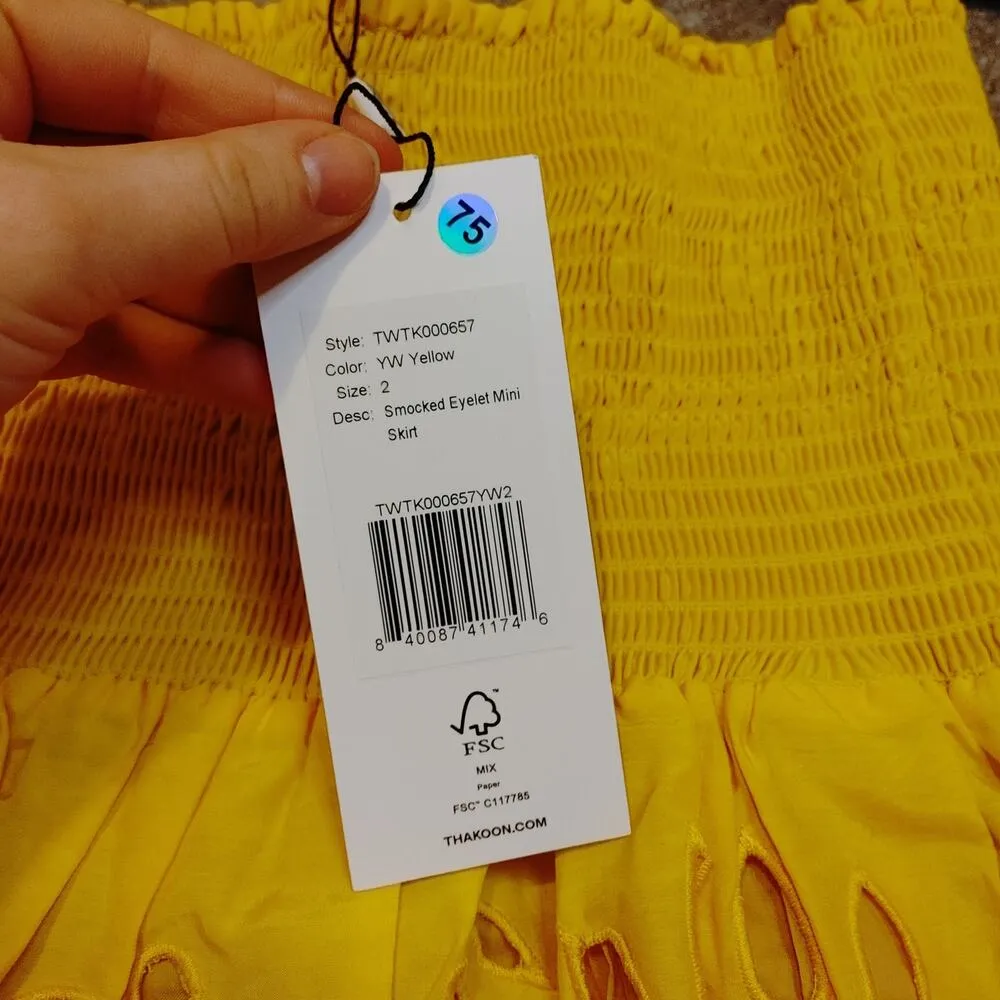 75
Style: TWTK000657
Color: YW Yellow
Size: 2
Desc: Smocked Eyelet Mini
Skirt
TWTK000657YW2
8 40087 41174 6
FSC™
MIX
Paper
FSC™ C117785
THAKOON.COM